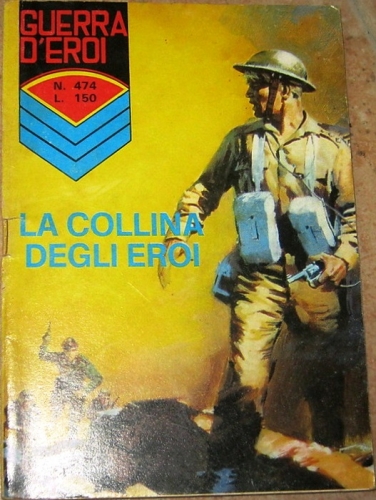 GUERRA
D'EROI
N. 474
L. 150
LA COLLINA
DEGLI EROI